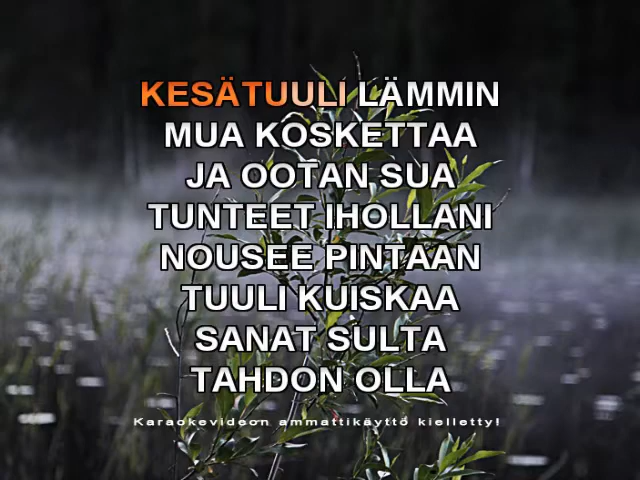 KESÄTUULI LÄMMIN
MUA KOSKETTAA
JA OOTAN SUA
TUNTEET IHOLLANI
NOUSEE PINTAAN
TUULI KUISKAA
SANAT SULTA
TAHDON OLLA
Karaokevideon ammattikäyttö kielletty!